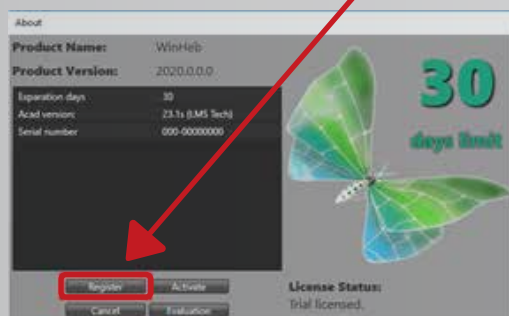 About
Product Name: WinHeb
Product Version: 2020.0.0.0
Exparation days 30
Acad version: 23.1s (LMS Tech)
Serial number 000-00000000
30
days limit
Register Activate
Cancel Evaluation
License Status:
Trial licensed.